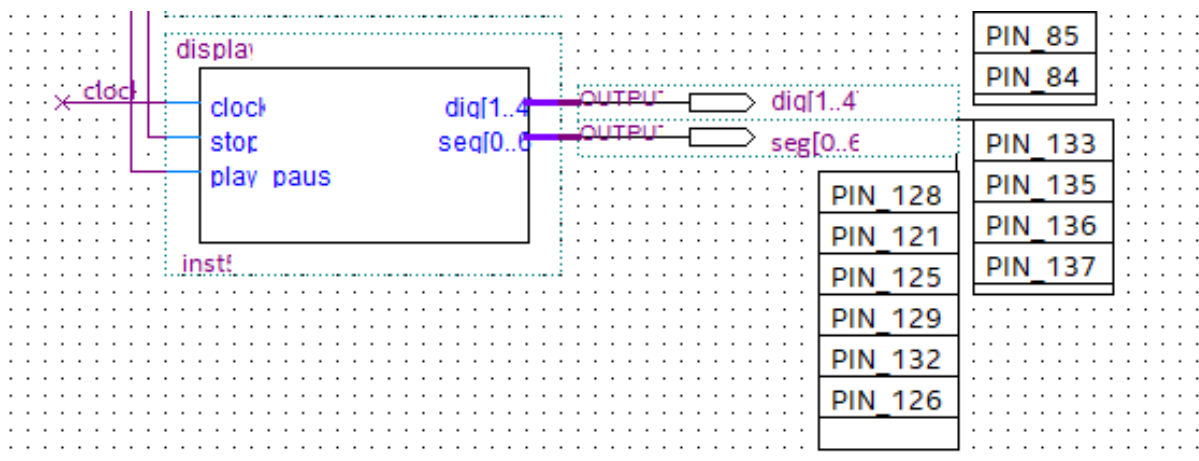 PIN_85
PIN_84
display
clock
clock
dig[1..4
OUTPUT
dig[1..4
stop
seg[0..6
OUTPUT
seg[0..6
play_paus
inst5
PIN_133
PIN_135
PIN_136
PIN_137
PIN_128
PIN_121
PIN_125
PIN_129
PIN_132
PIN_126